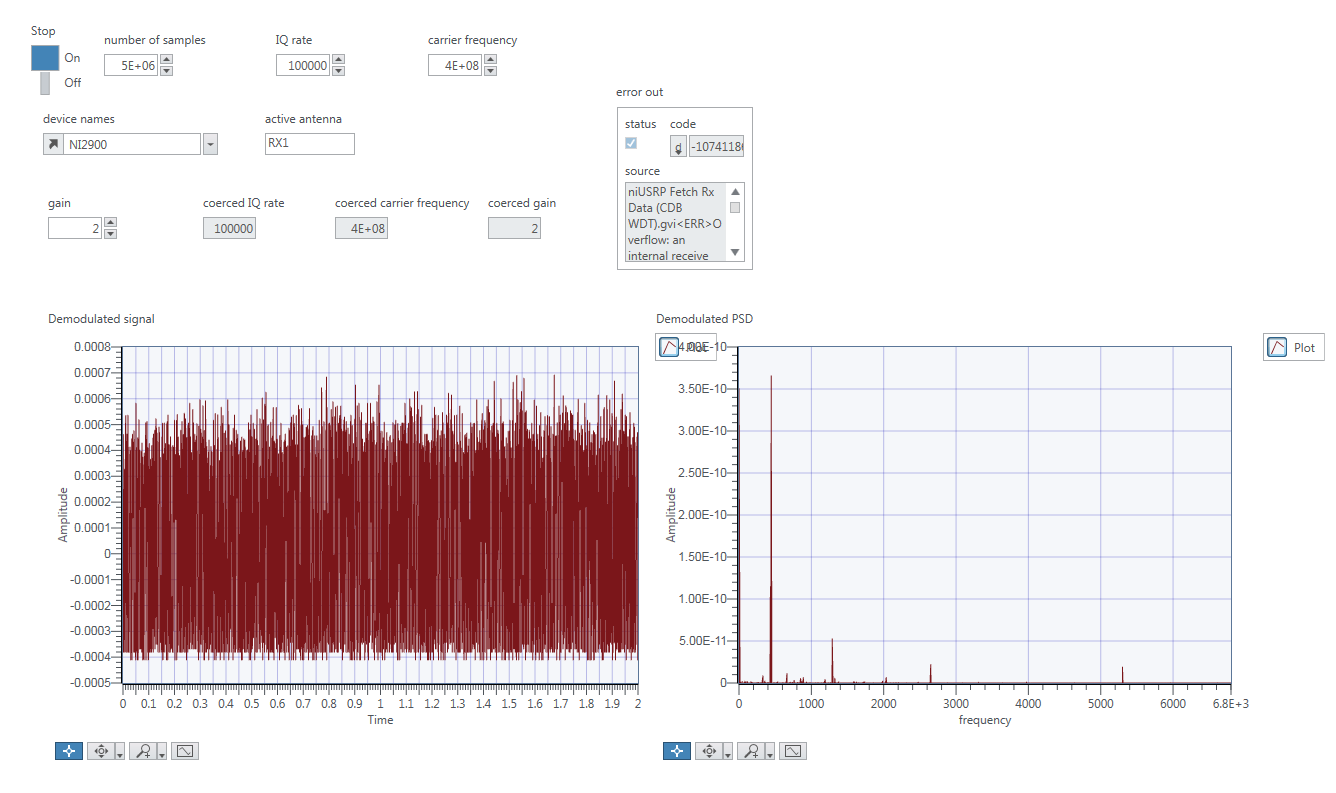 Stop
On
Off
number of samples
5E+06
IQ rate
100000
carrier frequency
4E+08
device names
NI2900
active antenna
RX1
error out
status
code
d
-10741180
source
niUSRP Fetch Rx
Data (CDB
WDT).gvi<ERR>O
verflow: an
internal receive
gain
2
coerced IQ rate
100000
coerced carrier frequency
4E+08
coerced gain
2
Demodulated signal
0.0008
0.0007
0.0006
0.0005
0.0004
0.0003
0.0002
0.0001
0
-0.0001
-0.0002
-0.0003
-0.0004
-0.0005
Amplitude
0 0.1 0.2 0.3 0.4 0.5 0.6 0.7 0.8 0.9 1 1.1 1.2 1.3 1.4 1.5 1.6 1.7 1.8 1.9 2
Time
Demodulated PSD
Plot
4.00E-10
3.50E-10
3.00E-10
2.50E-10
2.00E-10
1.50E-10
1.00E-10
5.00E-11
0
Amplitude
0 1000 2000 3000 4000 5000 6000 6.8E+3
frequency
Plot